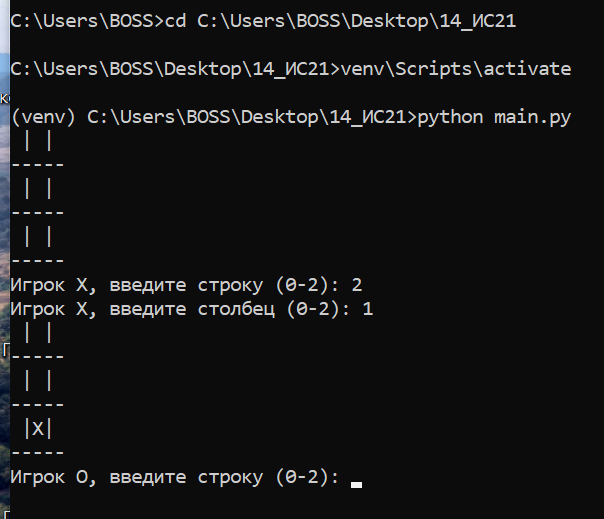 C:\Users\BOSS>cd C:\Users\BOSS\Desktop\14_ИС21
C:\Users\BOSS\Desktop\14_ИС21>venv\Scripts\activate
(venv) C:\Users\BOSS\Desktop\14_ИС21>python main.py
 | | 
-----
 | | 
-----
 | | 
-----
Игрок X, введите строку (0-2): 2
Игрок X, введите столбец (0-2): 1
 | | 
-----
 | | 
-----
 |X| 
-----
Игрок O, введите строку (0-2):